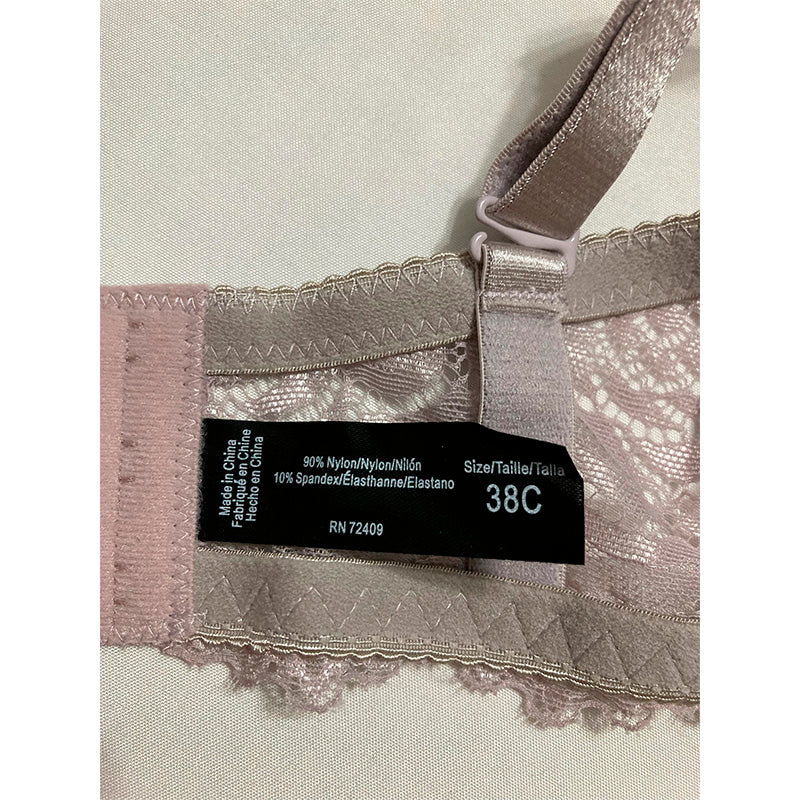 Made in China
Fabriqué en Chine
Hecho en China
90% Nylon/Nylon/Nilón
10% Spandex/Élasthanne/Elastano
RN 72409
Size/Taille/Talla
38C